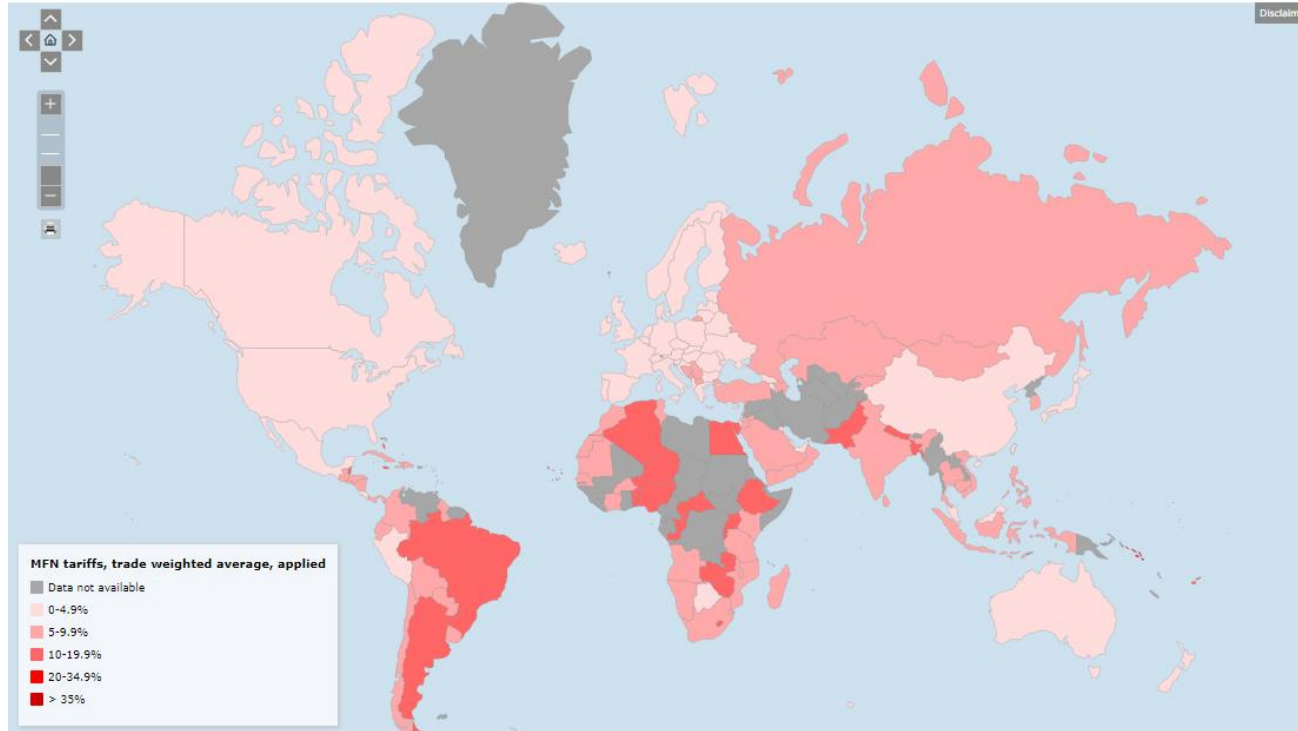 Disclaim
MFN tariffs, trade weighted average, applied
Data not available
0-4.9%
5-9.9%
10-19.9%
20-34.9%
> 35%